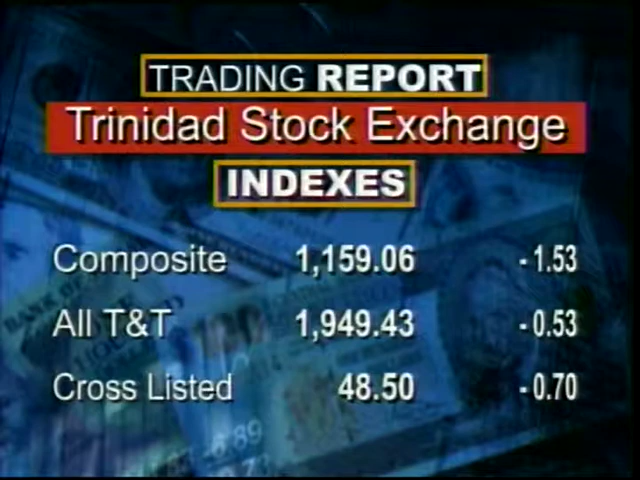 TRADING REPORT
Trinidad Stock Exchange
INDEXES
Composite 1,159.06 - 1.53
All T&T 1,949.43 - 0.53
Cross Listed 48.50 - 0.70